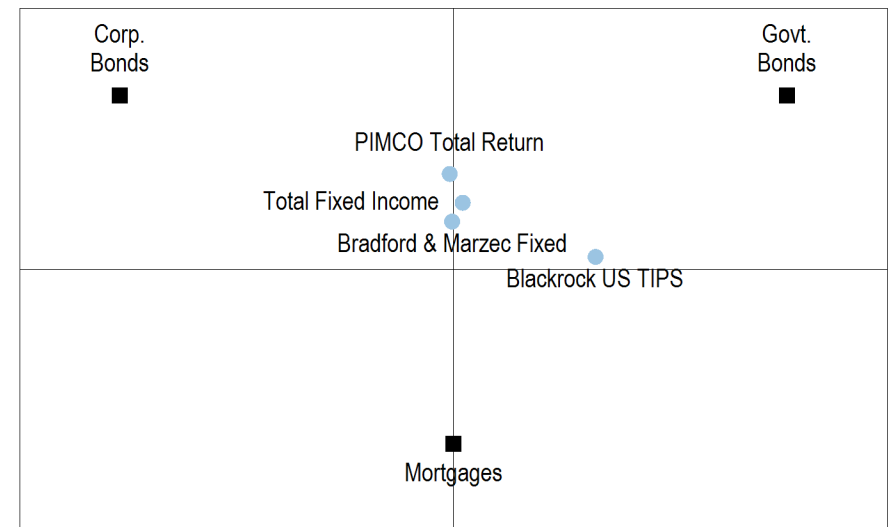 Corp.
Bonds
Govt.
Bonds
PIMCO Total Return
Total Fixed Income
Bradford & Marzec Fixed
Blackrock US TIPS
Mortgages